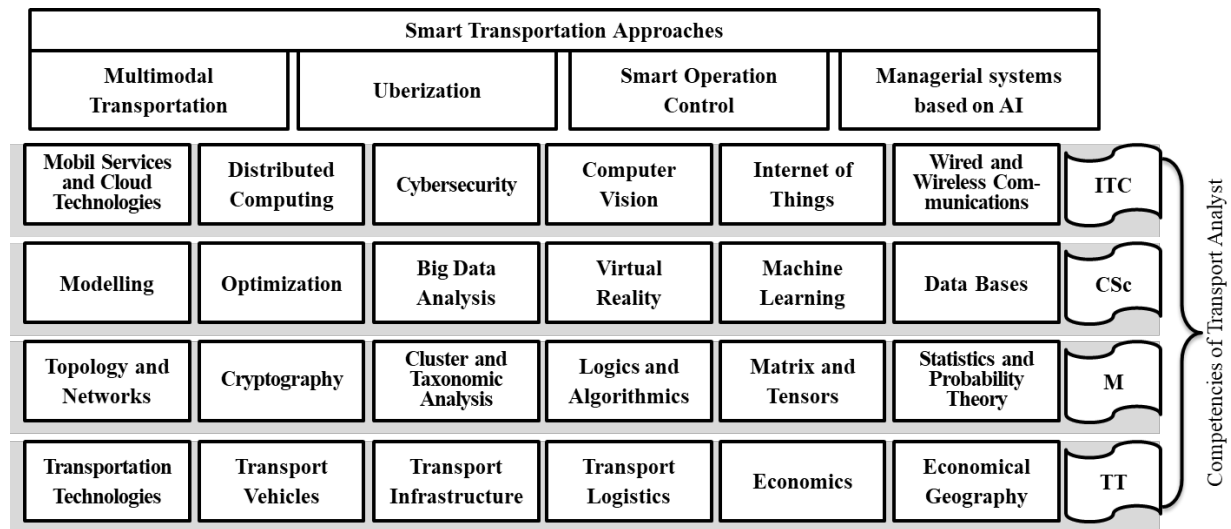 Smart Transportation Approaches
Multimodal
Transportation
Uberization
Smart Operation
Control
Managerial systems
based on AI
Mobil Services
and Cloud
Technologies
Distributed
Computing
Cybersecurity
Computer
Vision
Internet of
Things
Wired and
Wireless Com-
munications
ITC
Modelling
Optimization
Big Data
Analysis
Virtual
Reality
Machine
Learning
Data Bases
CSc
Topology and
Networks
Cryptography
Cluster and
Taxonomic
Analysis
Logics and
Algorithmics
Matrix and
Tensors
Statistics and
Probability
Theory
M
Transportation
Technologies
Transport
Vehicles
Transport
Infrastructure
Transport
Logistics
Economics
Economical
Geography
TT
Competencies of Transport Analyst